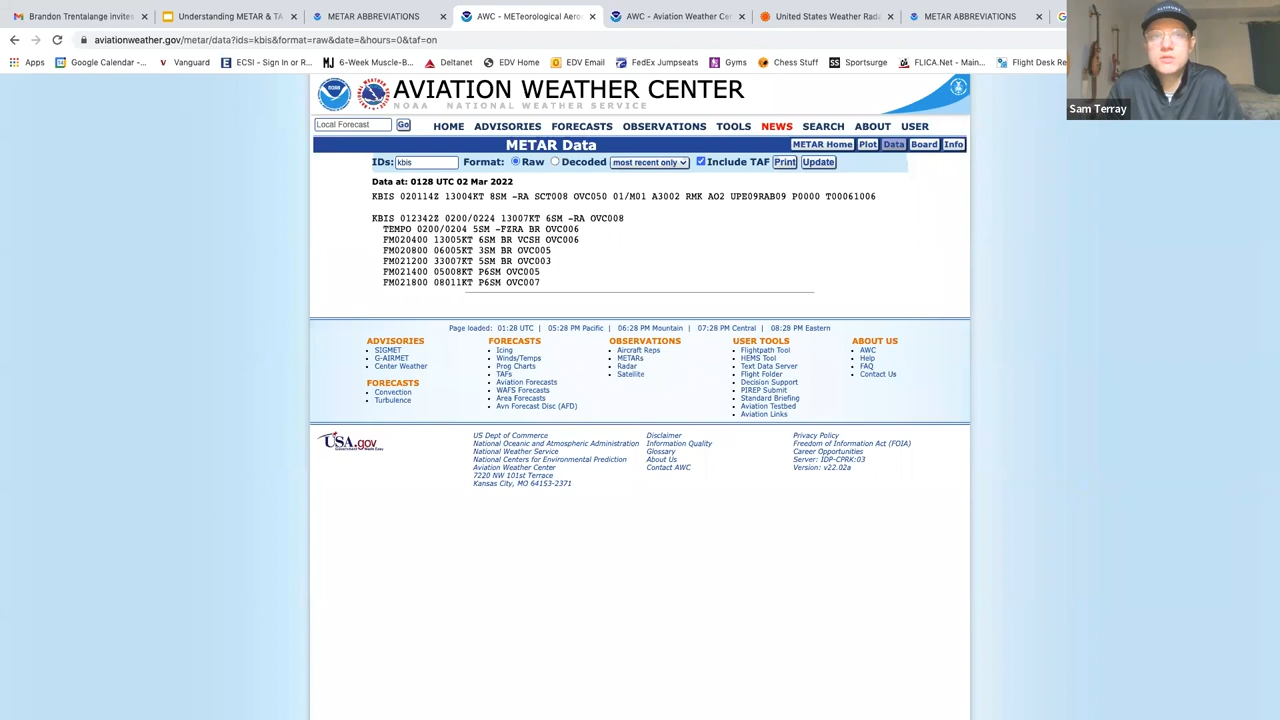 Brandon Trentalange invites
Understanding METAR & TA
METAR ABBREVIATIONS
AWC - METeorological Aero
AWC - Aviation Weather Ce
United States Weather Rada
METAR ABBREVIATIONS
aviationweather.gov/metar/data?ids=kbis&format=raw&date=&hours=0&taf=on
Apps
Google Calendar -...
Vanguard
ECSI - Sign In or R...
6-Week Muscle-B...
Deltanet
EDV Home
EDV Email
FedEx Jumpseats
Gyms
Chess Stuff
Sportsurge
FLICA.Net - Main...
Flight Desk Re
Sam Terray
AVIATION WEATHER CENTER
NOAA NATIONAL WEATHER SERVICE
Local Forecast Go
HOME ADVISORIES FORECASTS OBSERVATIONS TOOLS NEWS SEARCH ABOUT USER
METAR Data
METAR Home Plot Data Board Info
IDs: kbis Format: Raw Decoded most recent only Include TAF Print Update
Data at: 0128 UTC 02 Mar 2022
KBIS 020114Z 13004KT 8SM -RA SCT008 OVC050 01/M01 A3002 RMK AO2 UPE09RAB09 P0000 T00061006
KBIS 012342Z 0200/0224 13007KT 6SM -RA OVC008
TEMPO 0200/0204 5SM -FZRA BR OVC006
FM020400 13005KT 6SM BR VCSH OVC006
FM020800 06005KT 3SM BR OVC005
FM021200 33007KT 5SM BR OVC003
FM021400 05008KT P6SM OVC005
FM021800 08011KT P6SM OVC007
Page loaded: 01:28 UTC | 05:28 PM Pacific | 06:28 PM Mountain | 07:28 PM Central | 08:28 PM Eastern
ADVISORIES
SIGMET
G-AIRMET
Center Weather
FORECASTS
Convection
Turbulence
FORECASTS
Icing
Winds/Temps
Prog Charts
TAFs
Aviation Forecasts
WAFS Forecasts
Area Forecasts
Avn Forecast Disc (AFD)
OBSERVATIONS
Aircraft Reps
METARs
Radar
Satellite
USER TOOLS
Flightpath Tool
HEMS Tool
Text Data Server
Flight Folder
Decision Support
PIREP Submit
Standard Briefing
Aviation Testbed
Aviation Links
ABOUT US
AWC
Help
FAQ
Contact Us
USA.gov
US Dept of Commerce
National Oceanic and Atmospheric Administration
National Weather Service
National Centers for Environmental Prediction
Aviation Weather Center
7220 NW 101st Terrace
Kansas City, MO 64153-2371
Disclaimer
Information Quality
Glossary
About Us
Contact AWC
Privacy Policy
Freedom of Information Act (FOIA)
Career Opportunities
Server: IDP-CPRK:03
Version: v22.02a